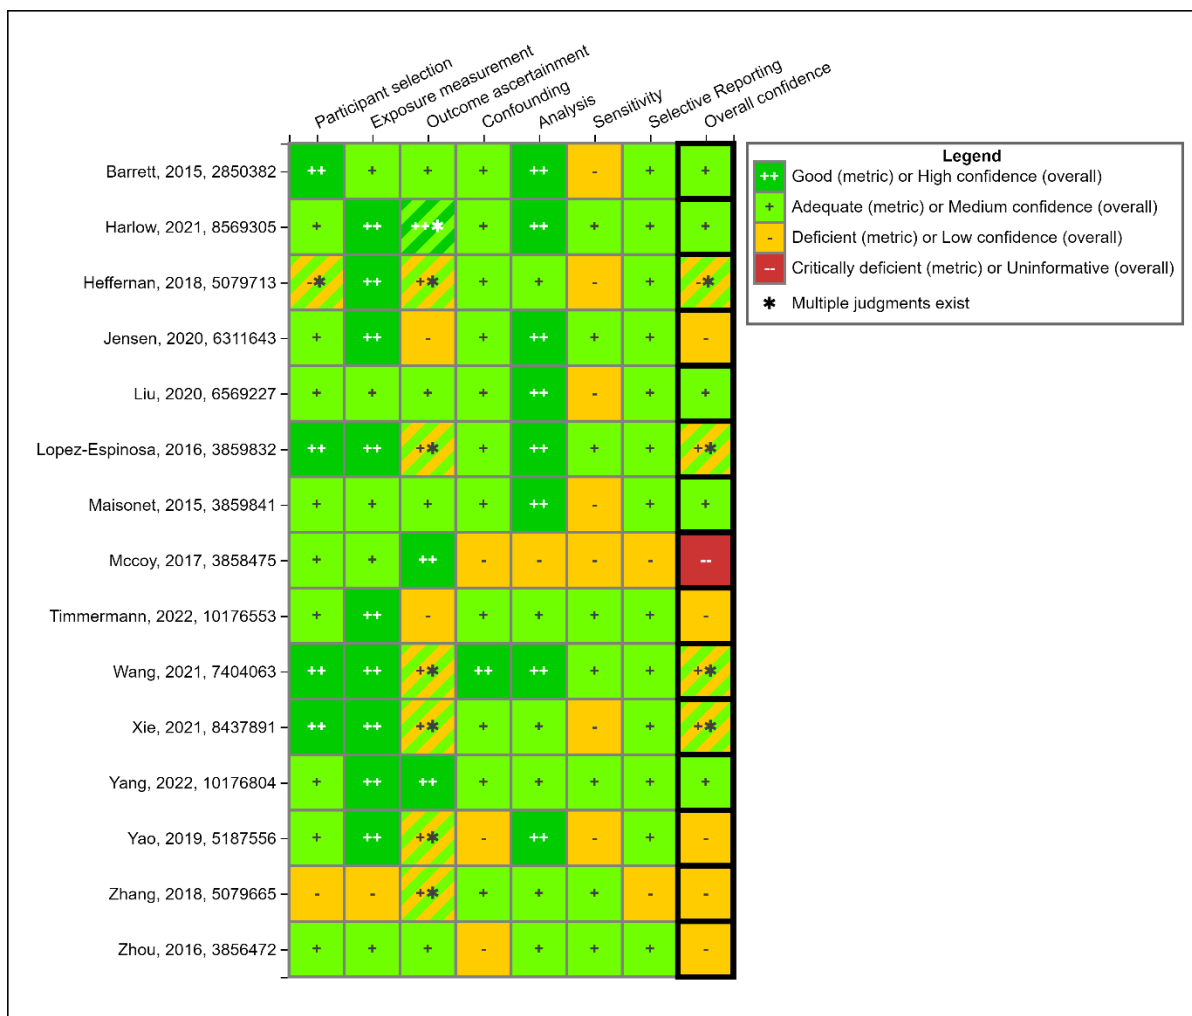 Participant selection
Exposure measurement
Outcome ascertainment
Confounding
Analysis
Sensitivity
Selective Reporting
Overall confidence
Barrett, 2015, 2850382 ++ + + + ++ - + +
Harlow, 2021, 8569305 + ++ ++✱ + ++ + + +
Heffernan, 2018, 5079713 -✱ ++ +✱ + + - + -✱
Jensen, 2020, 6311643 + ++ - + ++ + + -
Liu, 2020, 6569227 + + + + ++ - + +
Lopez-Espinosa, 2016, 3859832 ++ ++ +✱ + ++ + + +✱
Maisonet, 2015, 3859841 + + + + ++ - + +
Mccoy, 2017, 3858475 + + ++ - - - - --
Timmermann, 2022, 10176553 + ++ - + + + + -
Wang, 2021, 7404063 ++ ++ +✱ ++ ++ + + +✱
Xie, 2021, 8437891 ++ ++ +✱ + + - + +✱
Yang, 2022, 10176804 + ++ ++ + + + + +
Yao, 2019, 5187556 + ++ +✱ - ++ - + -
Zhang, 2018, 5079665 - - +✱ + + + - -
Zhou, 2016, 3856472 + + + - + + + -
Legend
++ Good (metric) or High confidence (overall)
+ Adequate (metric) or Medium confidence (overall)
- Deficient (metric) or Low confidence (overall)
-- Critically deficient (metric) or Uninformative (overall)
✱ Multiple judgments exist